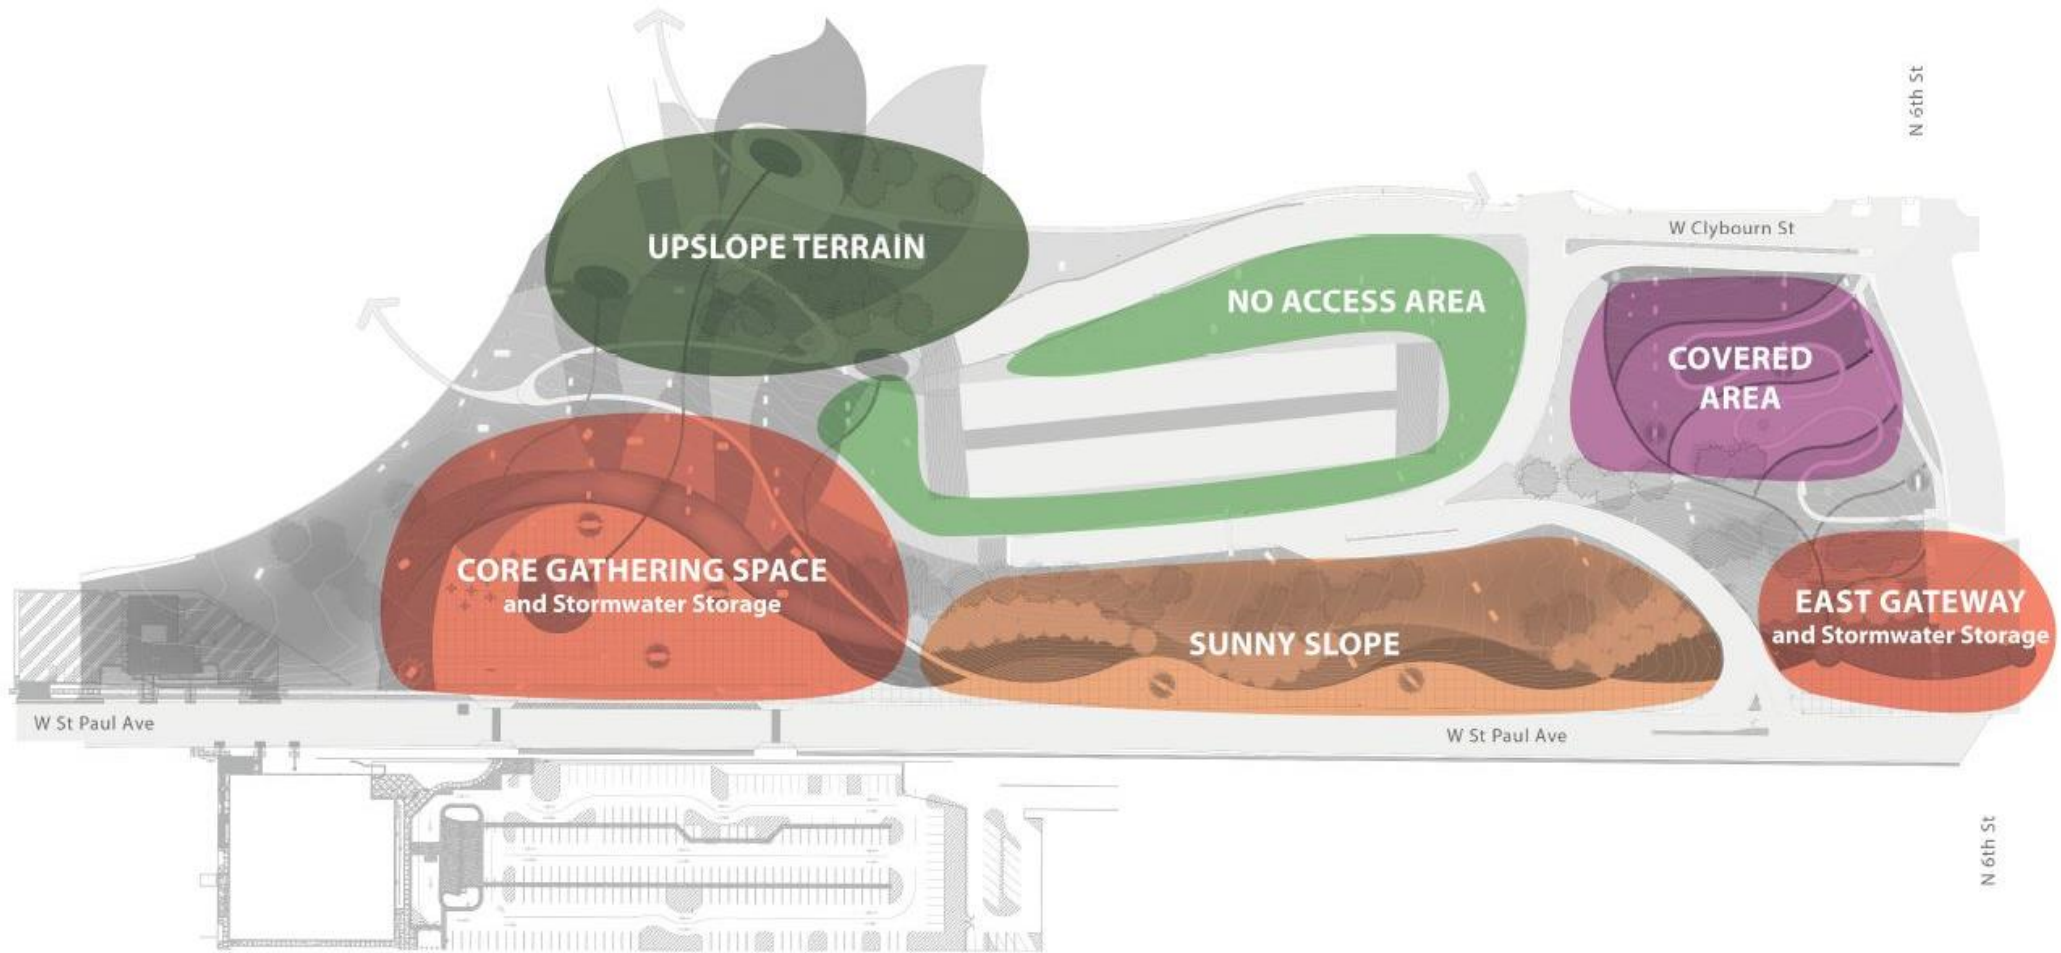 N 6th St
W Clybourn St
UPSLOPE TERRAIN
NO ACCESS AREA
COVERED
AREA
CORE GATHERING SPACE
and Stormwater Storage
SUNNY SLOPE
EAST GATEWAY
and Stormwater Storage
W St Paul Ave
W St Paul Ave
N 6th St